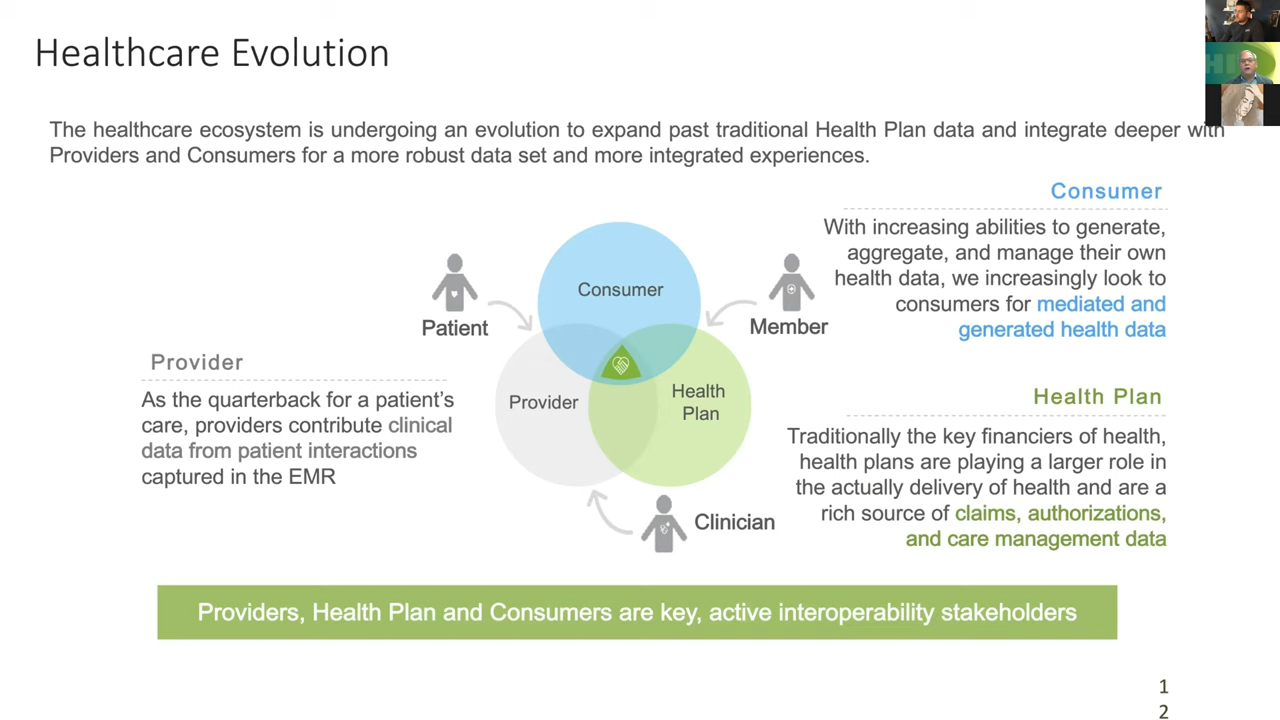 Healthcare Evolution
The healthcare ecosystem is undergoing an evolution to expand past traditional Health Plan data and integrate deeper with
Providers and Consumers for a more robust data set and more integrated experiences.
Consumer
With increasing abilities to generate,
aggregate, and manage their own
health data, we increasingly look to
consumers for mediated and
generated health data
Patient
Consumer
Member
Provider
As the quarterback for a patient's
care, providers contribute clinical
data from patient interactions
captured in the EMR
Provider
Health
Plan
Health Plan
Traditionally the key financiers of health,
health plans are playing a larger role in
the actually delivery of health and are a
rich source of claims, authorizations,
and care management data
Clinician
Providers, Health Plan and Consumers are key, active interoperability stakeholders
1
2